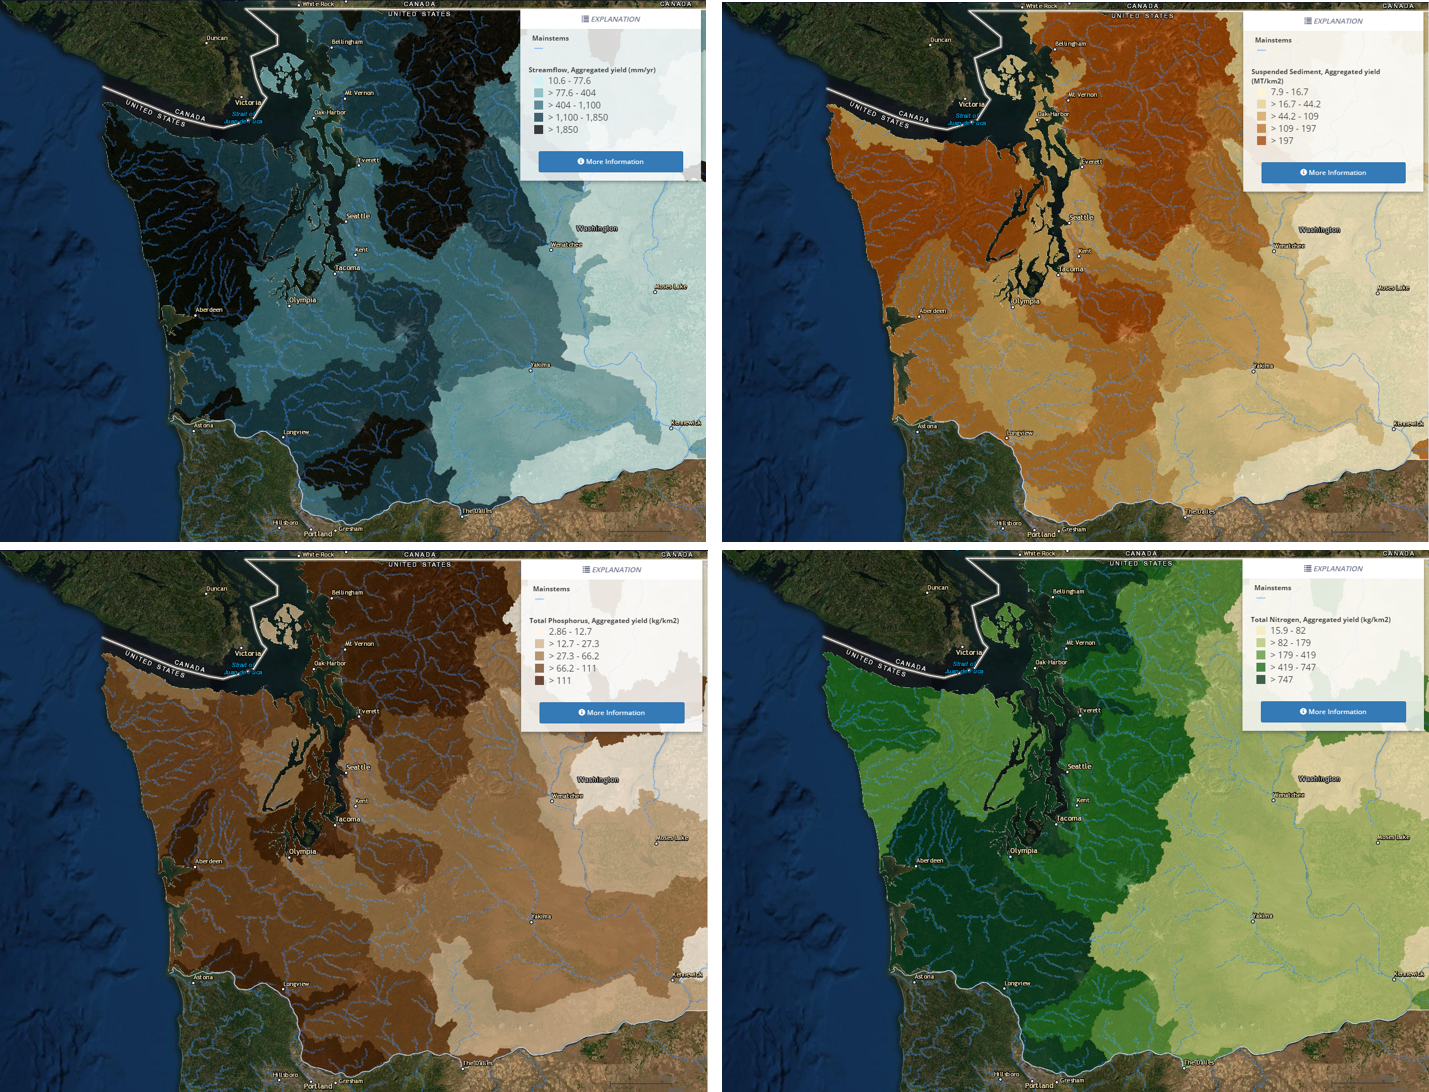 White Rock
CANADA
UNITED STATES
CANADA
EXPLANATION
Mainstems
Streamflow, Aggregated yield (mm/yr)
10.6 - 77.6
> 77.6 - 404
> 404 - 1,100
> 1,100 - 1,850
> 1,850
More Information
Duncan
Bellingham
Victoria
Mt Vernon
CANADA
UNITED STATES
Strait of
Juan de Fuca
Oak Harbor
Everett
Seattle
Washington
Kent
Wenatchee
Tacoma
Moses Lake
Olympia
Aberdeen
Yakima
Astoria
Longview
Kennewick
The Dalles
Hillsboro
Gresham
Portland
White Rock
CANADA
UNITED STATES
CANADA
EXPLANATION
Mainstems
Suspended Sediment, Aggregated yield
(MT/km2)
7.9 - 16.7
> 16.7 - 44.2
> 44.2 - 109
> 109 - 197
> 197
More Information
Duncan
Bellingham
Victoria
Mt Vernon
CANADA
UNITED STATES
Strait of
Juan de Fuca
Oak Harbor
Everett
Seattle
Washington
Kent
Wenatchee
Tacoma
Moses Lake
Olympia
Aberdeen
Yakima
Astoria
Longview
Kennewick
The Dalles
Hillsboro
Gresham
Portland
White Rock
CANADA
UNITED STATES
CANADA
EXPLANATION
Mainstems
Total Phosphorus, Aggregated yield (kg/km2)
2.86 - 12.7
> 12.7 - 27.3
> 27.3 - 66.2
> 66.2 - 111
> 111
More Information
Duncan
Bellingham
Victoria
Mt Vernon
CANADA
UNITED STATES
Strait of
Juan de Fuca
Oak Harbor
Everett
Seattle
Washington
Kent
Wenatchee
Tacoma
Moses Lake
Olympia
Aberdeen
Yakima
Astoria
Longview
Kennewick
The Dalles
Hillsboro
Gresham
Portland
White Rock
CANADA
UNITED STATES
CANADA
EXPLANATION
Mainstems
Total Nitrogen, Aggregated yield (kg/km2)
15.9 - 82
> 82 - 179
> 179 - 419
> 419 - 747
> 747
More Information
Duncan
Bellingham
Victoria
Mt Vernon
CANADA
UNITED STATES
Strait of
Juan de Fuca
Oak Harbor
Everett
Seattle
Washington
Kent
Wenatchee
Tacoma
Moses Lake
Olympia
Aberdeen
Yakima
Astoria
Longview
Kennewick
The Dalles
Hillsboro
Gresham
Portland